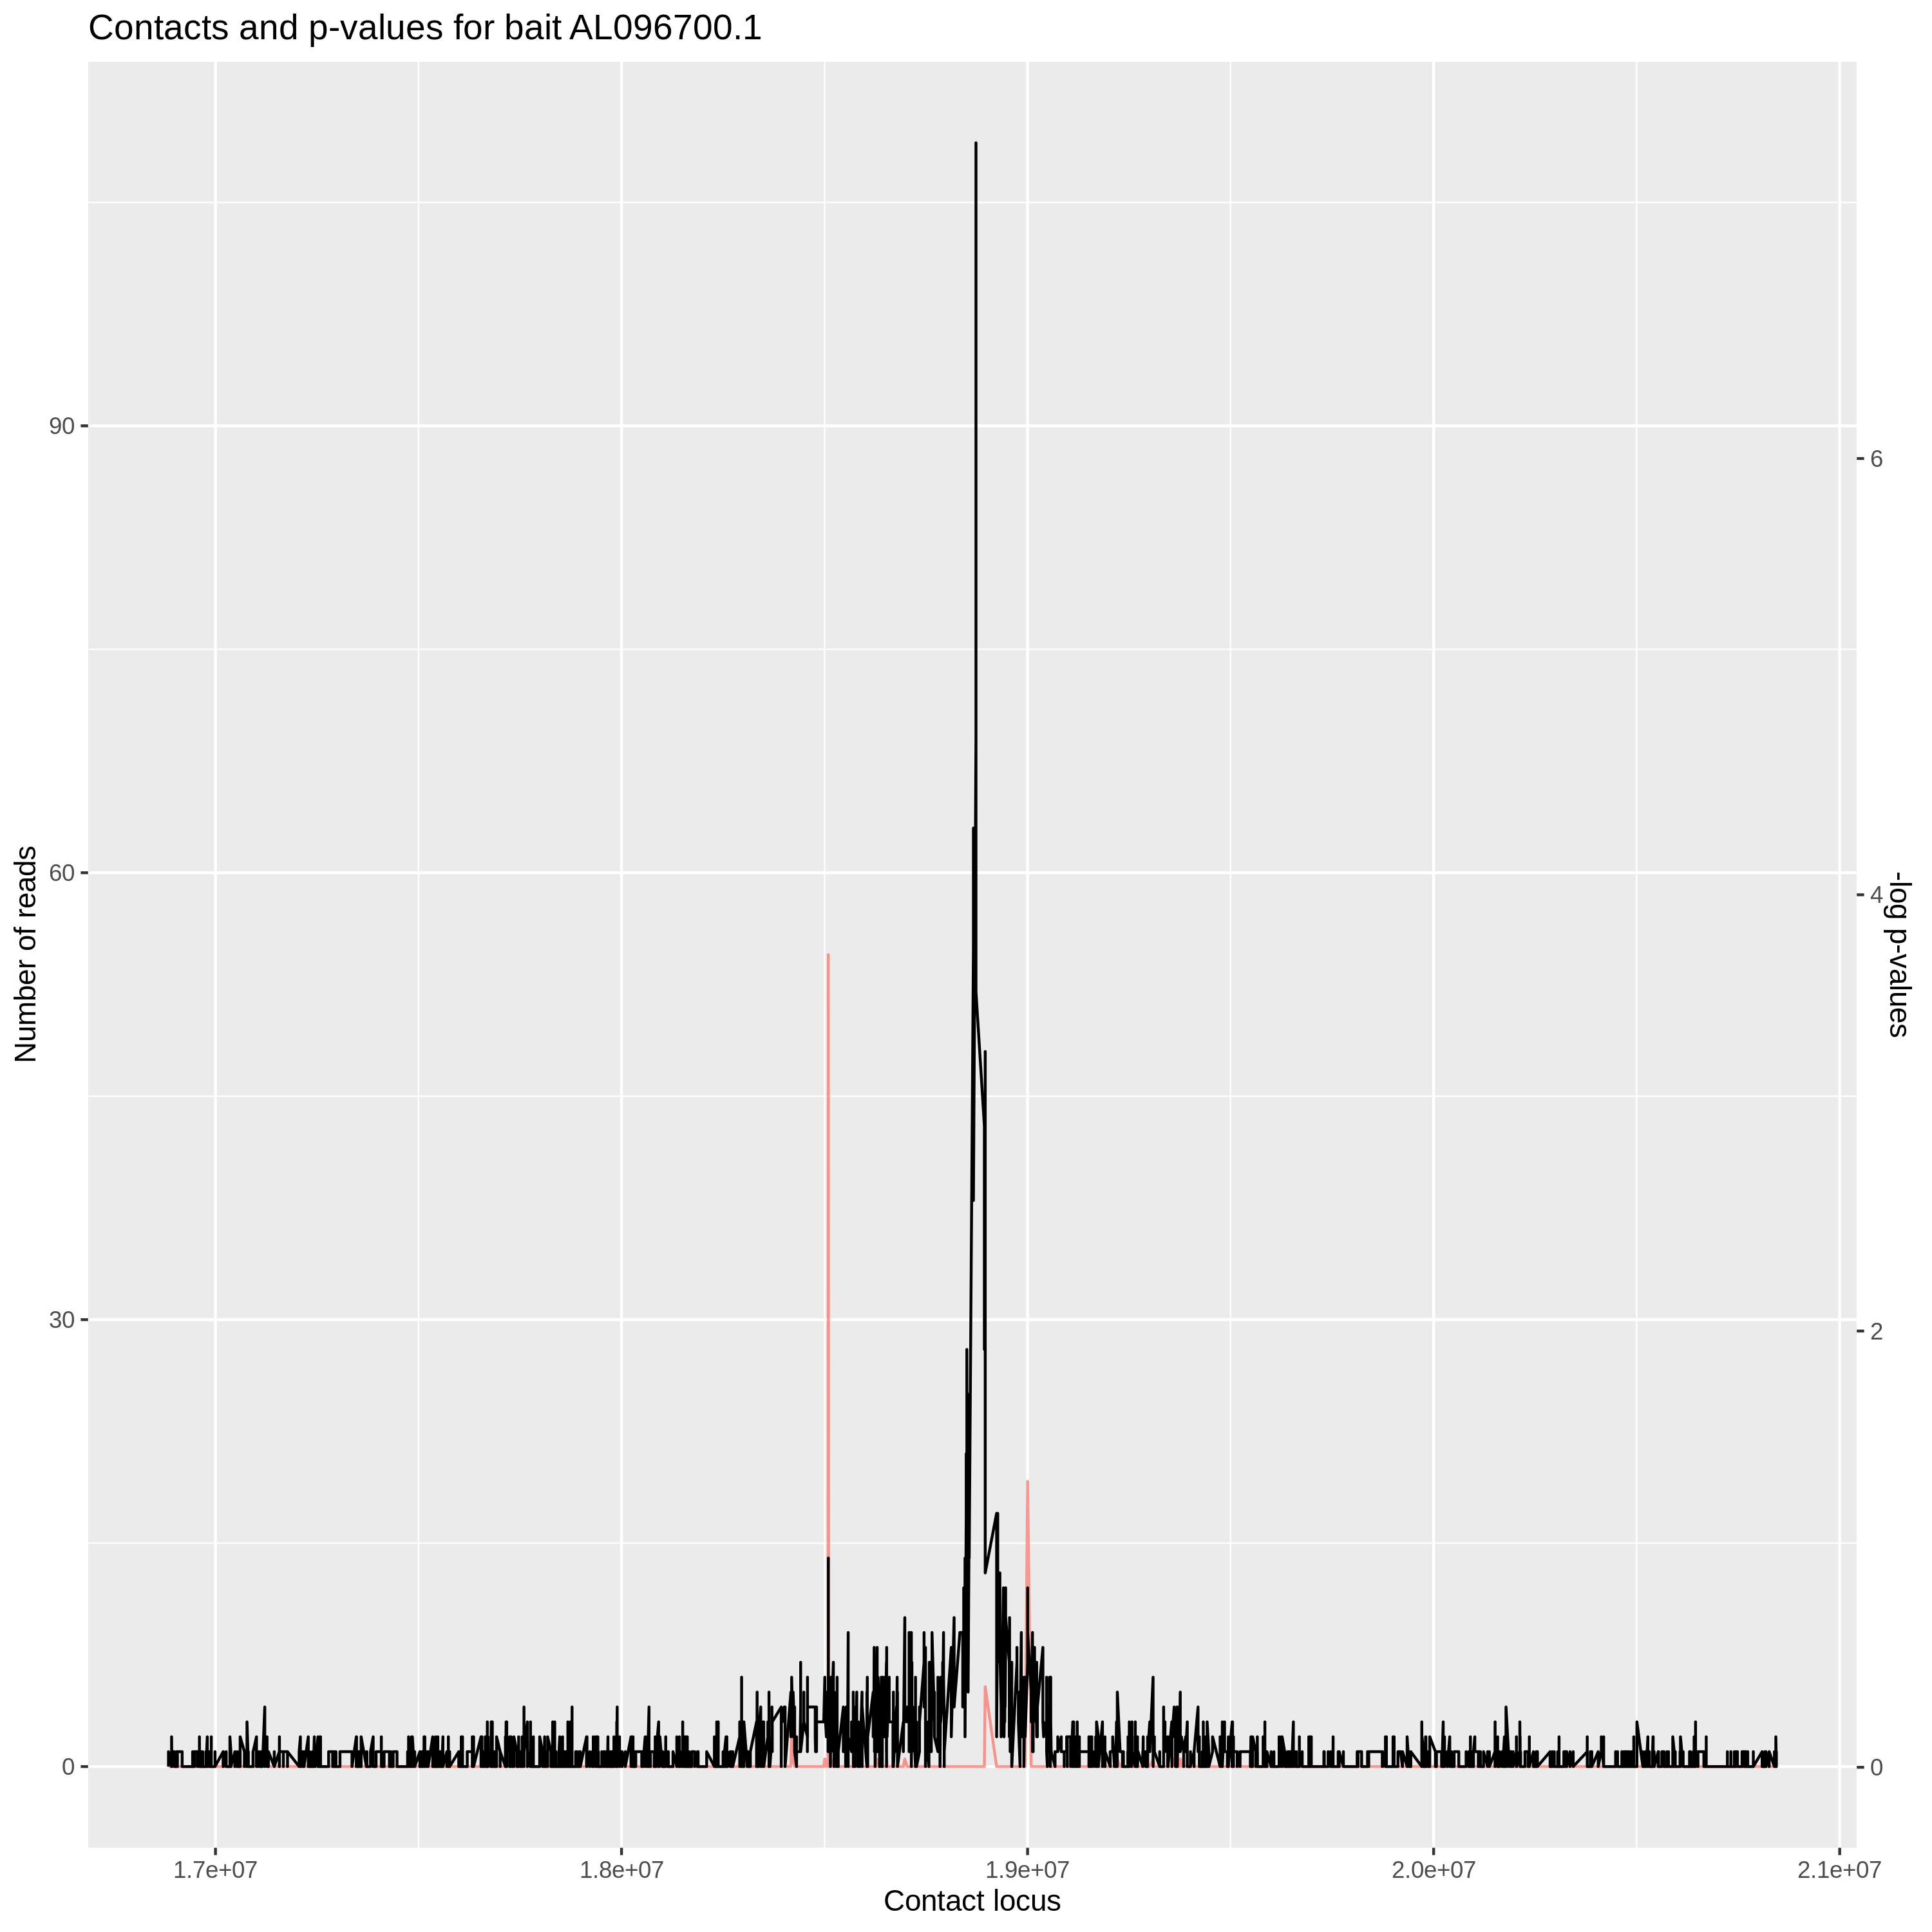 Contacts and p-values for bait AL096700.1
90
60
30
0
Number of reads
6
4
2
0
-log p-values
1.7e+07
1.8e+07
1.9e+07
2.0e+07
2.1e+07
Contact locus